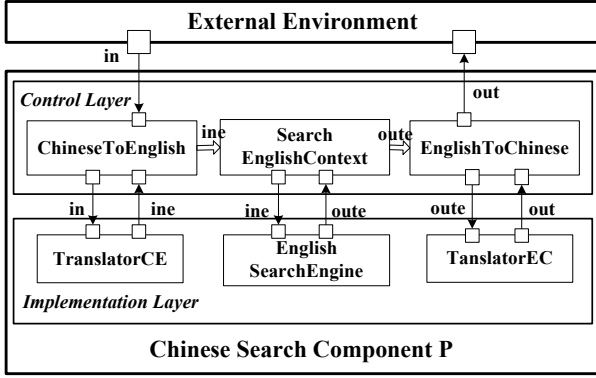 External Environment
in
out
Control Layer
ChineseToEnglish
ine
Search
EnglishContext
oute
EnglishToChinese
in
ine
ine
oute
oute
out
TranslatorCE
English
SearchEngine
TanslatorEC
Implementation Layer
Chinese Search Component P